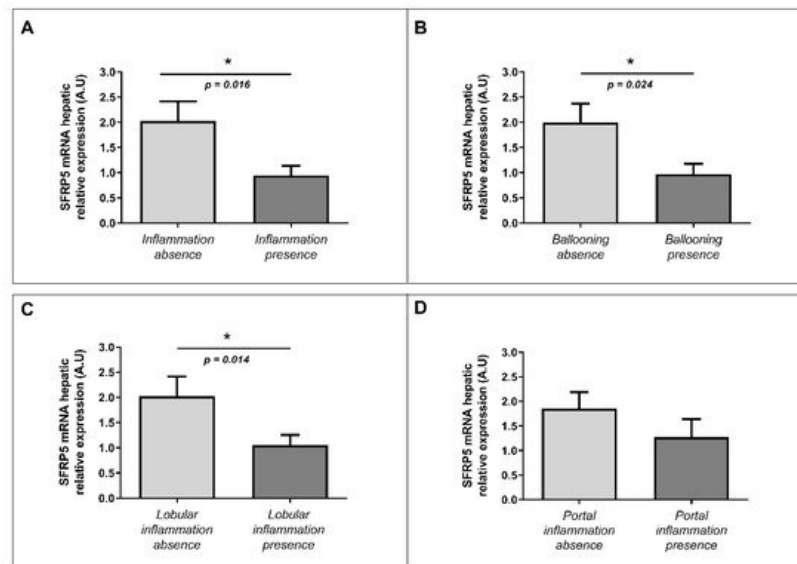 A
SFRP5 mRNA hepatic
relative expression (A.U)
3.0
2.5
2.0
1.5
1.0
0.5
0.0
*
p = 0.016
Inflammation
absence
Inflammation
presence
B
SFRP5 mRNA hepatic
relative expression (A.U)
3.0
2.5
2.0
1.5
1.0
0.5
0.0
*
p = 0.024
Ballooning
absence
Ballooning
presence
C
SFRP5 mRNA hepatic
relative expression (A.U)
3.0
2.5
2.0
1.5
1.0
0.5
0.0
*
p = 0.014
Lobular
inflammation
absence
Lobular
inflammation
presence
D
SFRP5 mRNA hepatic
relative expression (A.U)
3.0
2.5
2.0
1.5
1.0
0.5
0.0
Portal
inflammation
absence
Portal
inflammation
presence